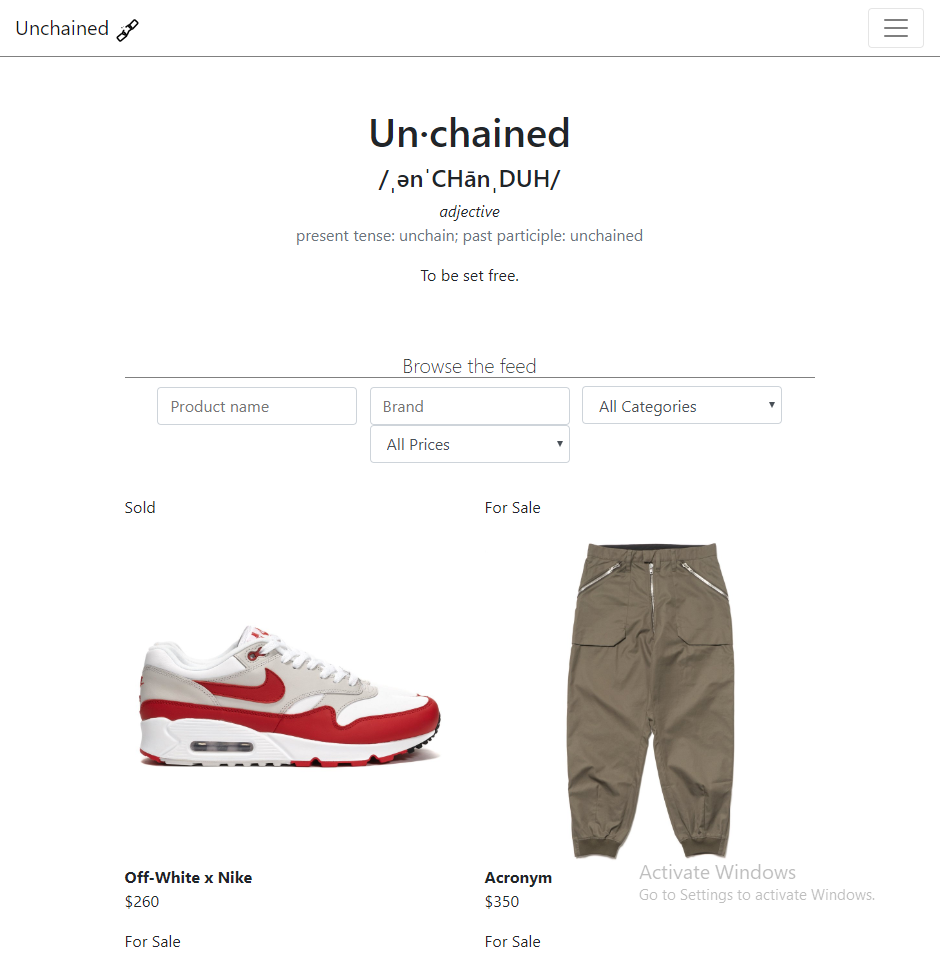 Unchained
Un·chained
/ˌənˈCHānˌDUH/
adjective
present tense: unchain; past participle: unchained
To be set free.
Browse the feed
Product name
Brand
All Categories
All Prices
Sold
For Sale
Off-White x Nike
$260
Acronym
$350
Activate Windows
Go to Settings to activate Windows.
For Sale
For Sale